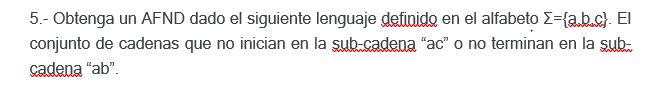 5.- Obtenga un AFND dado el siguiente lenguaje definido en el alfabeto Σ={a,b,c}. El
conjunto de cadenas que no inician en la sub-cadena “ac” o no terminan en la sub-
cadena “ab”.